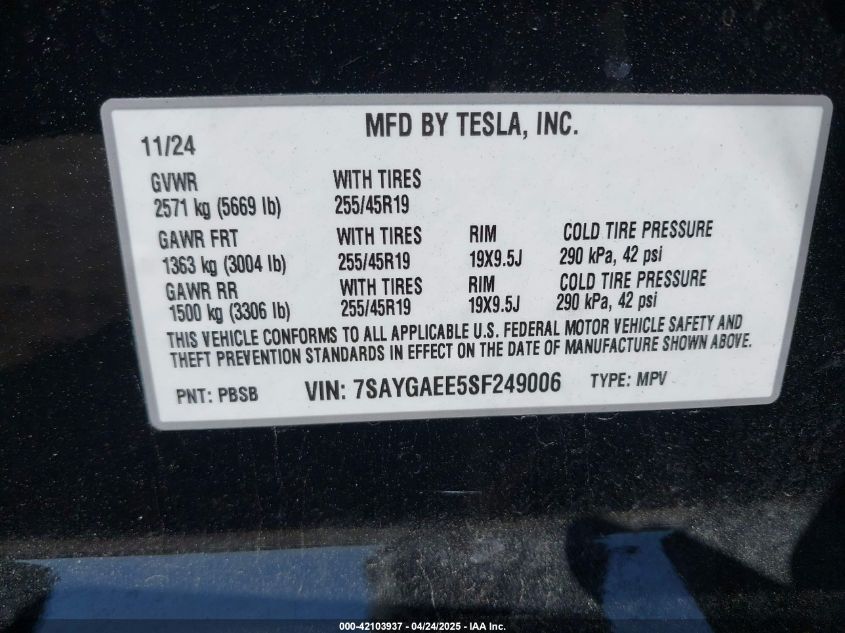 MFD BY TESLA, INC.
11/24
GVWR WITH TIRES
2571 kg (5669 lb) 255/45R19
GAWR FRT WITH TIRES RIM COLD TIRE PRESSURE
1363 kg (3004 lb) 255/45R19 19X9.5J 290 kPa, 42 psi
GAWR RR WITH TIRES RIM COLD TIRE PRESSURE
1500 kg (3306 lb) 255/45R19 19X9.5J 290 kPa, 42 psi
THIS VEHICLE CONFORMS TO ALL APPLICABLE U.S. FEDERAL MOTOR VEHICLE SAFETY AND
THEFT PREVENTION STANDARDS IN EFFECT ON THE DATE OF MANUFACTURE SHOWN ABOVE.
PNT: PBSB VIN: 7SAYGAEE5SF249006 TYPE: MPV
000-42103937 - 04/24/2025 - IAA Inc.